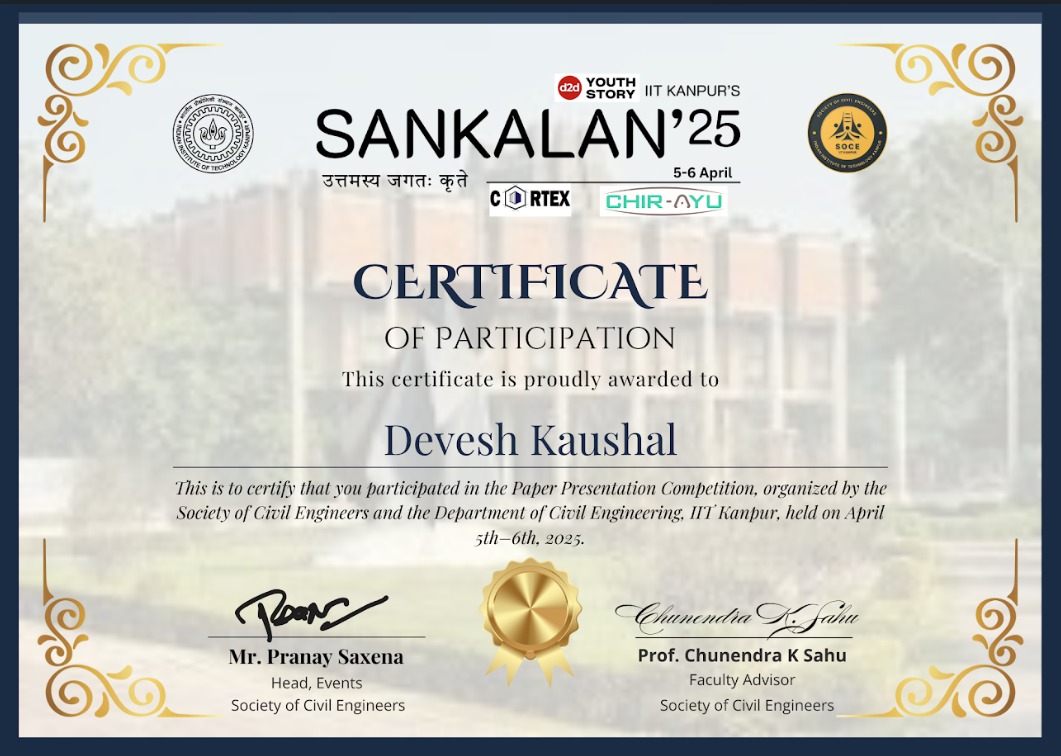 d2d YOUTH STORY IIT KANPUR'S
SANKALAN'25
5-6 April
उत्तमस्य जगतः कृते
CORTEX CHIR-AYU
SOCIETY OF CIVIL ENGINEERS
SOCE
CERTIFICATE
OF PARTICIPATION
This certificate is proudly awarded to
Devesh Kaushal
This is to certify that you participated in the Paper Presentation Competition, organized by the
Society of Civil Engineers and the Department of Civil Engineering, IIT Kanpur, held on April
5th–6th, 2025.
Chunendra K. Sahu
Mr. Pranay Saxena
Head, Events
Society of Civil Engineers
Prof. Chunendra K Sahu
Faculty Advisor
Society of Civil Engineers